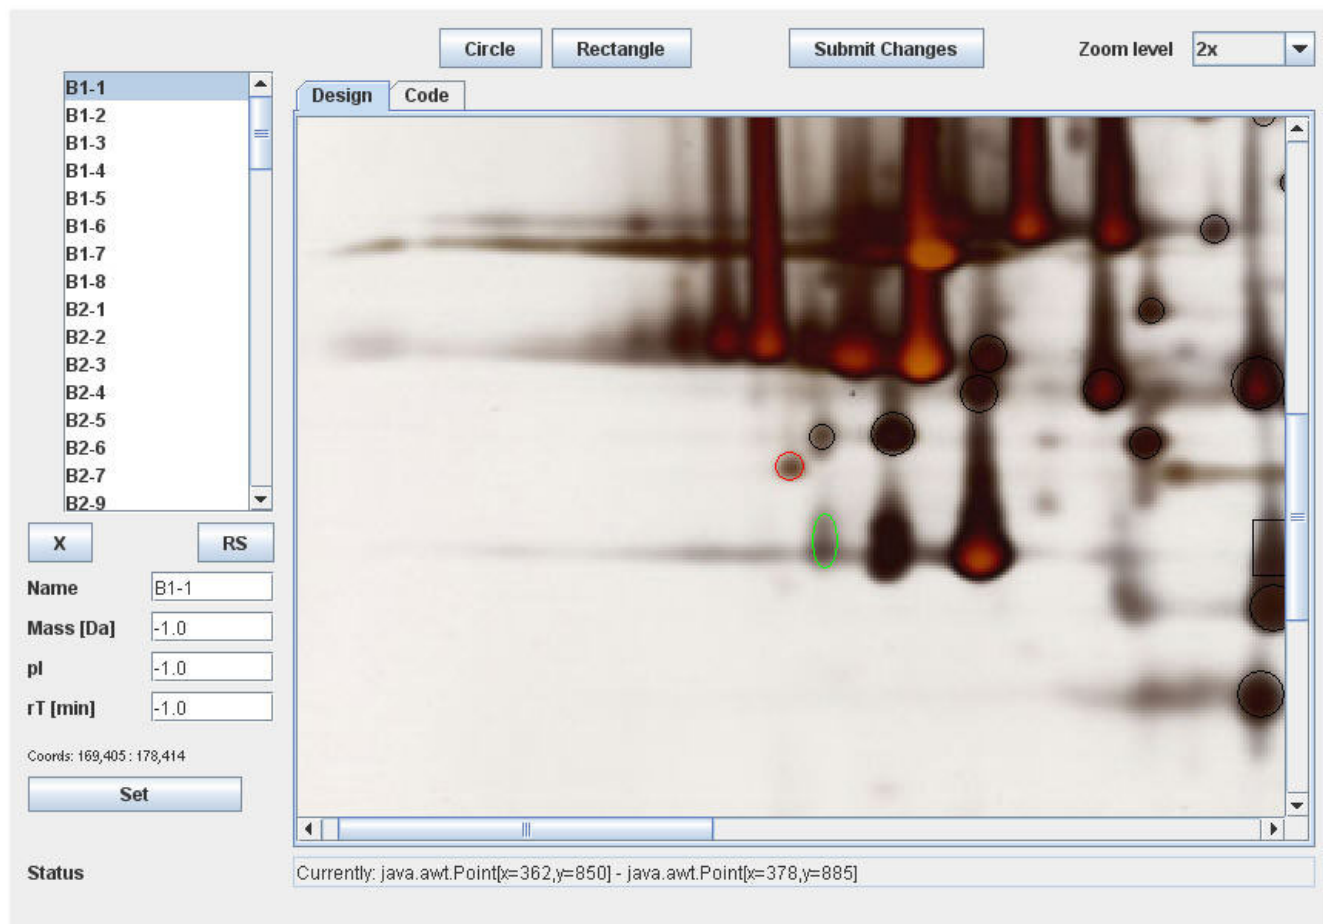 Circle Rectangle Submit Changes Zoom level 2x
Design Code
B1-1
B1-2
B1-3
B1-4
B1-5
B1-6
B1-7
B1-8
B2-1
B2-2
B2-3
B2-4
B2-5
B2-6
B2-7
B2-9
X RS
Name B1-1
Mass [Da] -1.0
pI -1.0
rT [min] -1.0
Coords: 169,405 : 178,414
Set
Status Currently: java.awt.Point[x=362,y=850] - java.awt.Point[x=378,y=885]